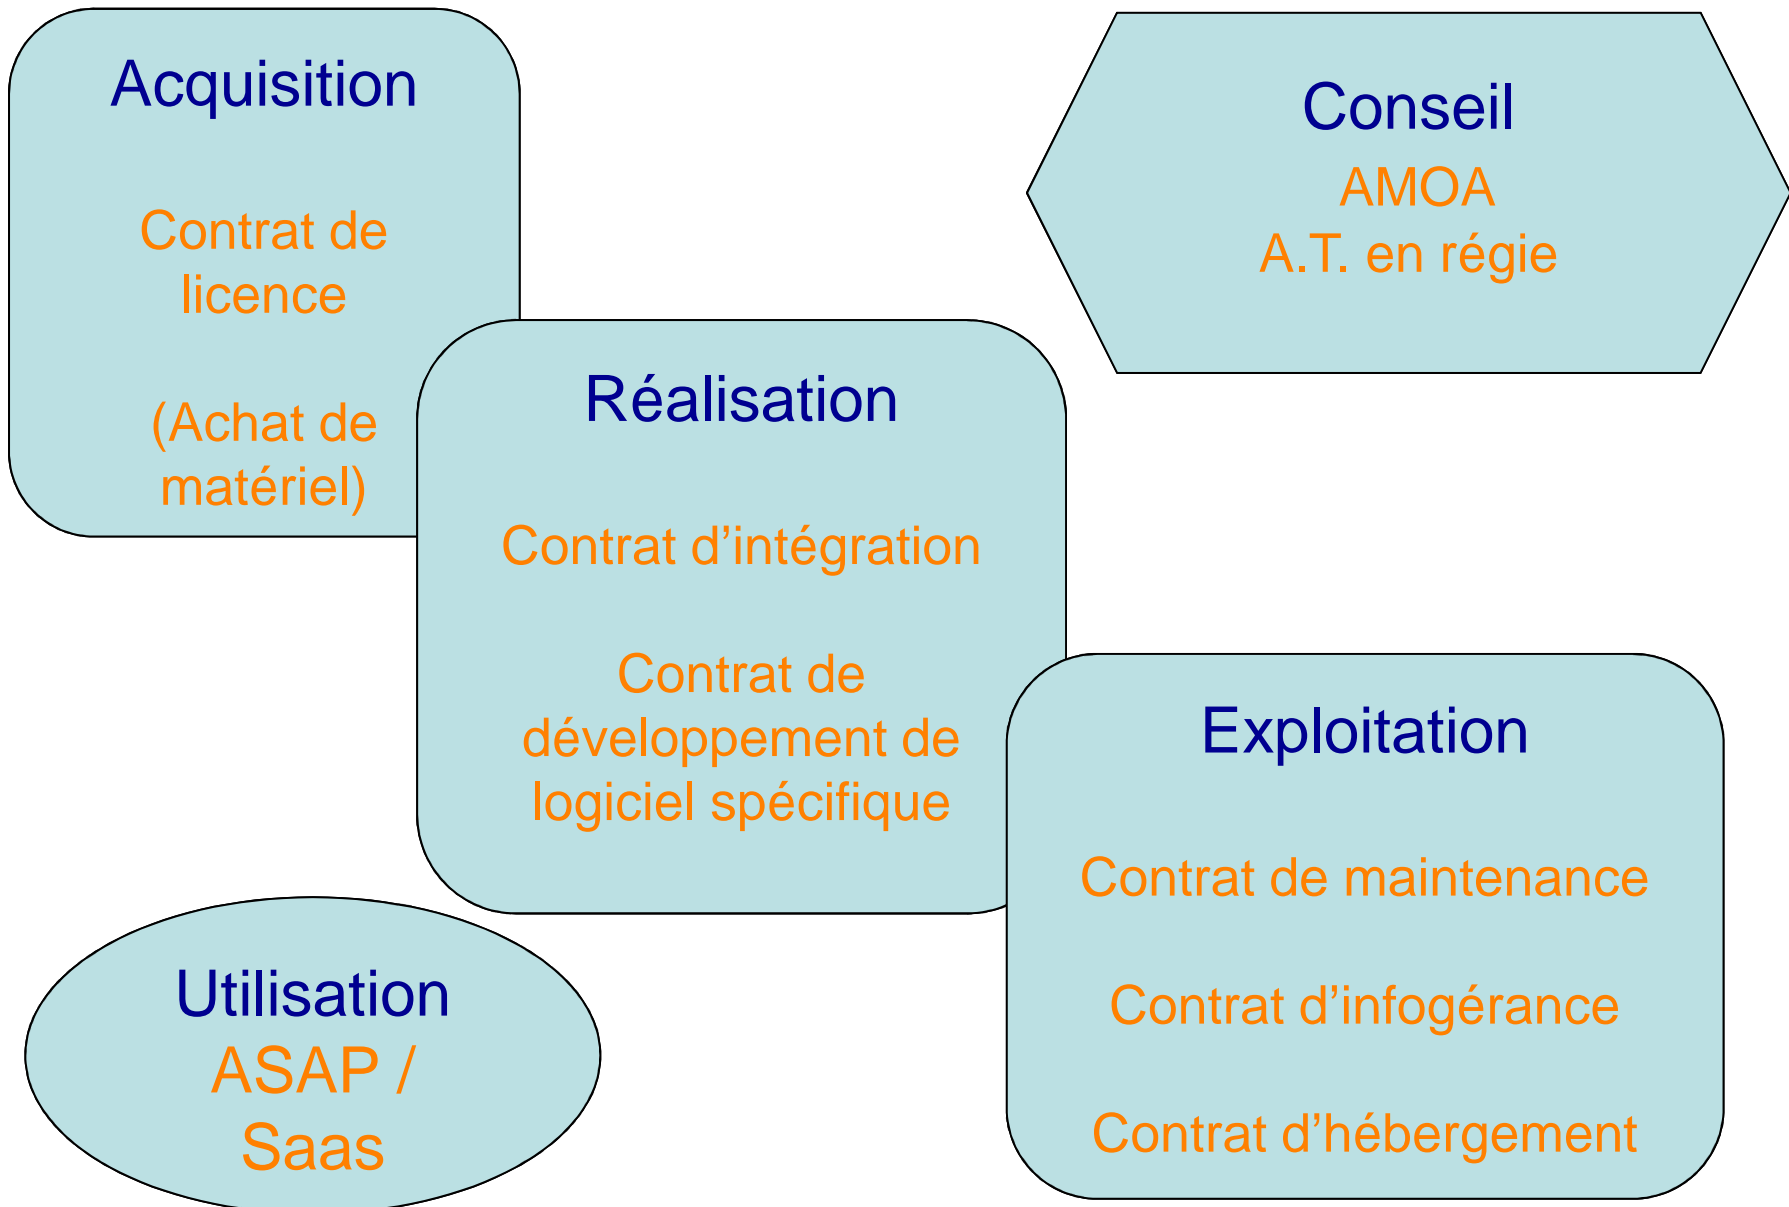 Acquisition
Contrat de
licence
(Achat de
matériel)
Conseil
AMOA
A.T. en régie
Réalisation
Contrat d’intégration
Contrat de
développement de
logiciel spécifique
Exploitation
Contrat de maintenance
Contrat d’infogérance
Contrat d’hébergement
Utilisation
ASAP /
Saas